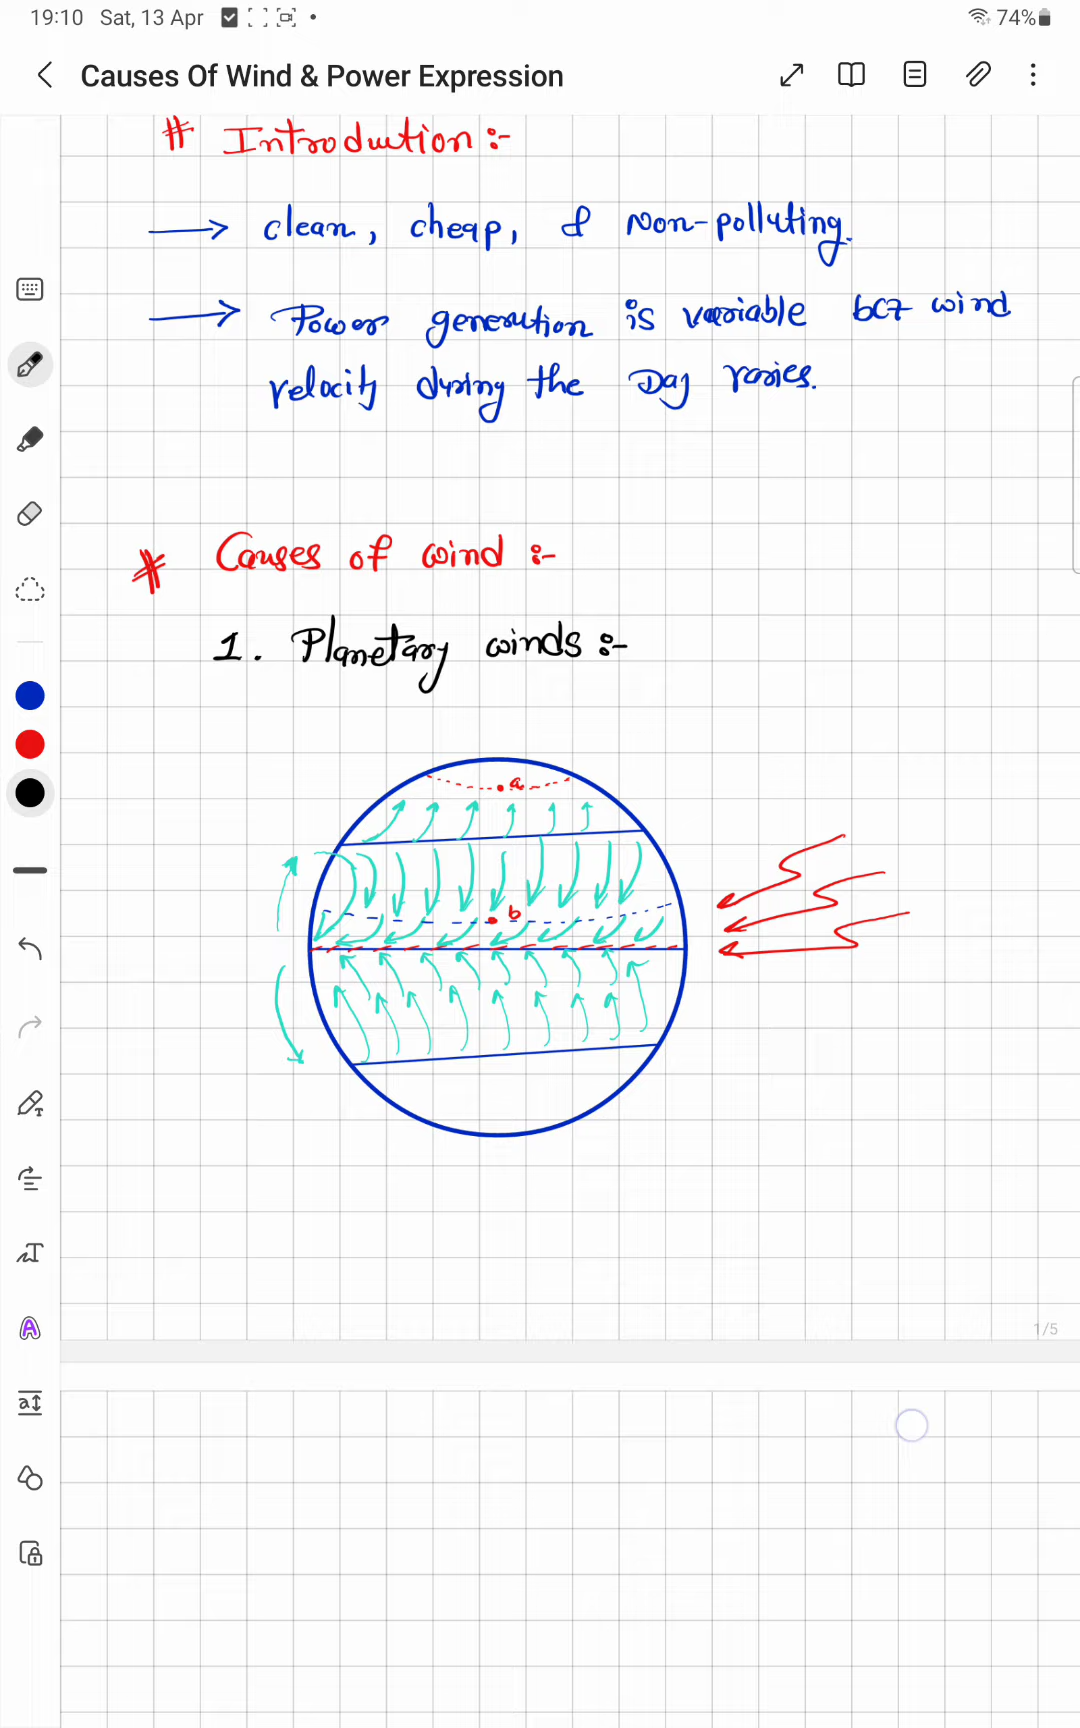 19:10 Sat, 13 Apr
74%
Causes Of Wind & Power Expression
# Introduction :-
→ clean, cheap, & Non-polluting.
→ Power generation is variable bcz wind
velocity during the Day varies.
* Causes of wind :-
1. Planetary winds :-
a
b
1/5